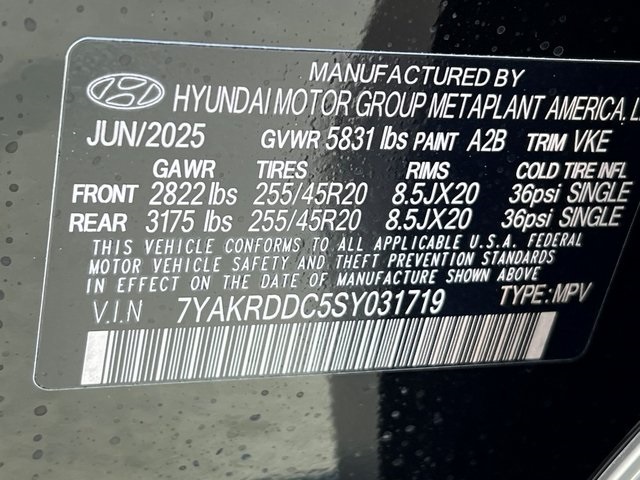 MANUFACTURED BY
HYUNDAI MOTOR GROUP METAPLANT AMERICA,
JUN/2025 GVWR 5831 lbs PAINT A2B TRIM VKE
GAWR TIRES RIMS COLD TIRE INFL
FRONT 2822 lbs 255/45R20 8.5JX20 36psi SINGLE
REAR 3175 lbs 255/45R20 8.5JX20 36psi SINGLE
THIS VEHICLE CONFORMS TO ALL APPLICABLE U.S.A. FEDERAL
MOTOR VEHICLE SAFETY AND THEFT PREVENTION STANDARDS
IN EFFECT ON THE DATE OF MANUFACTURE SHOWN ABOVE
V.I.N 7YAKRDDC5SY031719 TYPE: MPV